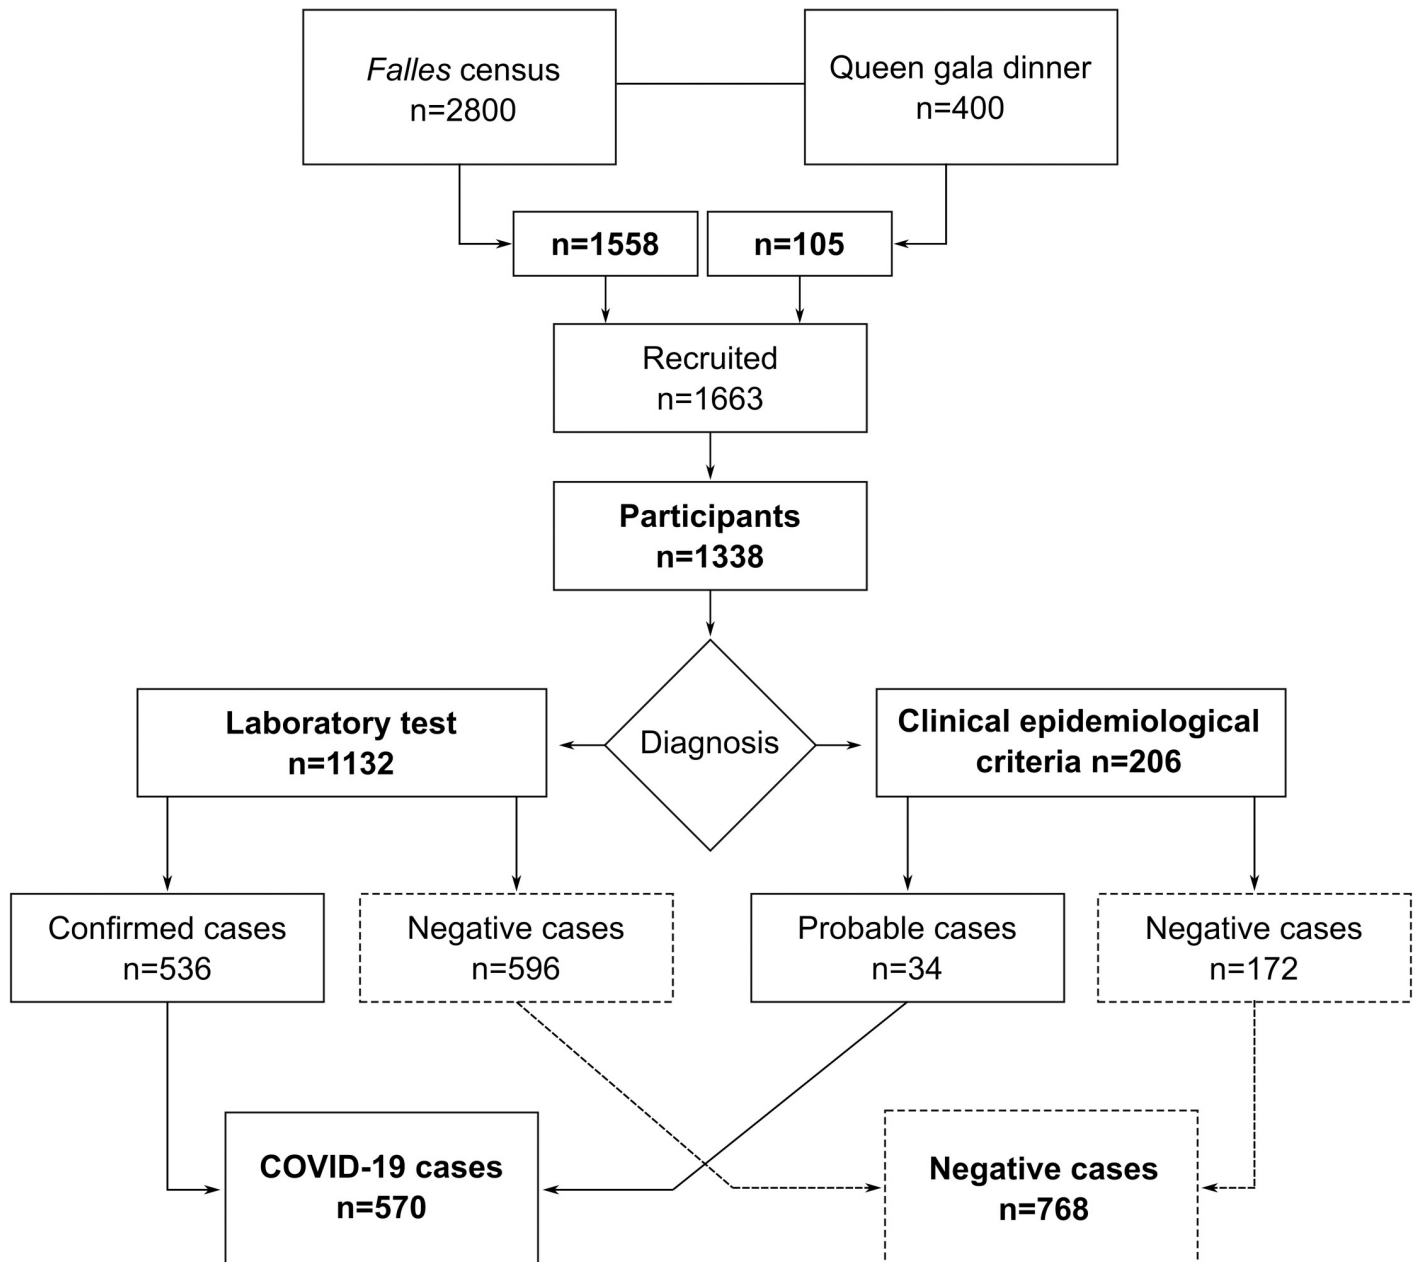 Falles census
n=2800
Queen gala dinner
n=400
n=1558
n=105
Recruited
n=1663
Participants
n=1338
Diagnosis
Laboratory test
n=1132
Clinical epidemiological
criteria n=206
Confirmed cases
n=536
Negative cases
n=596
Probable cases
n=34
Negative cases
n=172
COVID-19 cases
n=570
Negative cases
n=768